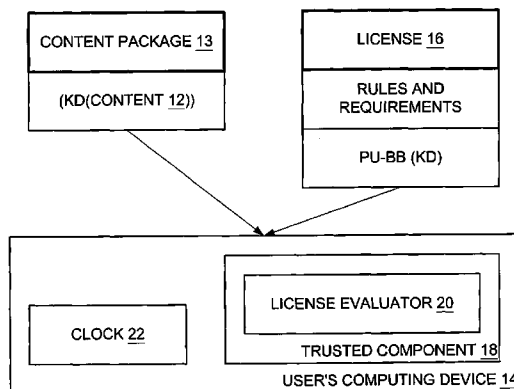 CONTENT PACKAGE 13
(KD(CONTENT 12))
LICENSE 16
RULES AND
REQUIREMENTS
PU-BB (KD)
CLOCK 22
LICENSE EVALUATOR 20
TRUSTED COMPONENT 18
USER'S COMPUTING DEVICE 14